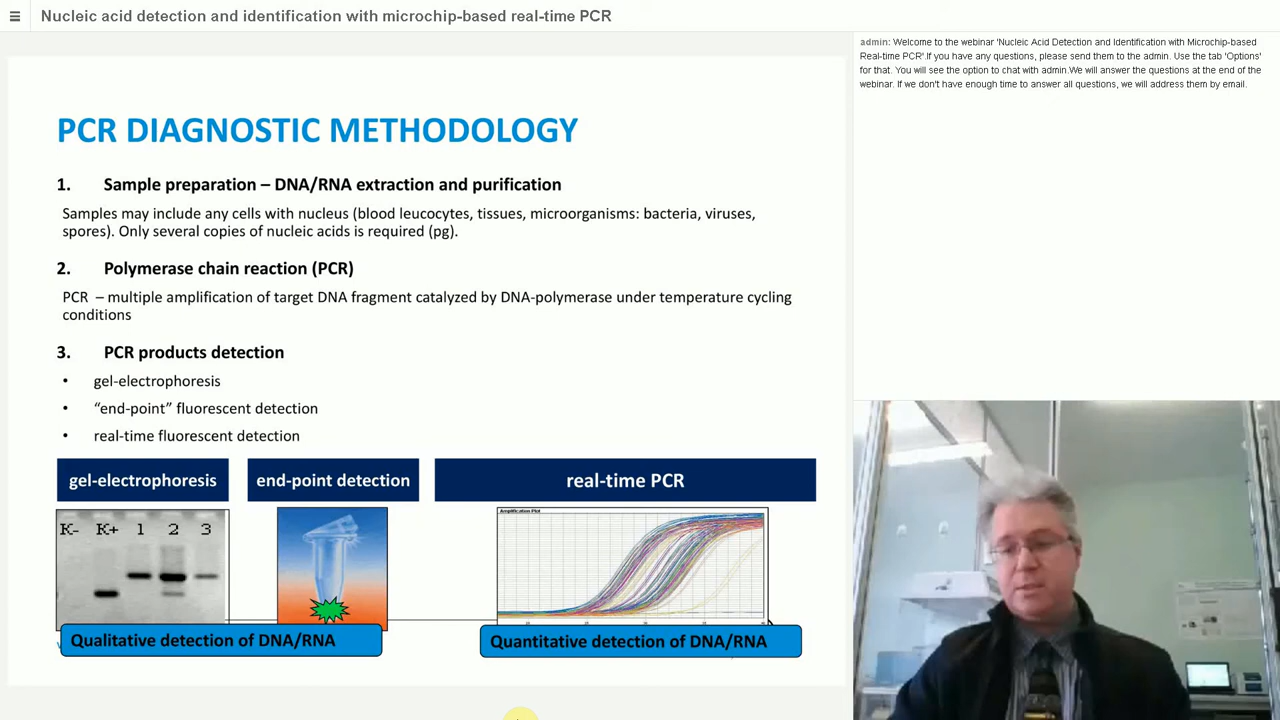 Nucleic acid detection and identification with microchip-based real-time PCR
admin: Welcome to the webinar 'Nucleic Acid Detection and Identification with Microchip-based
Real-time PCR'.If you have any questions, please send them to the admin. Use the tab 'Options'
for that. You will see the option to chat with admin.We will answer the questions at the end of the
webinar. If we don't have enough time to answer all questions, we will address them by email.
PCR DIAGNOSTIC METHODOLOGY
1. Sample preparation – DNA/RNA extraction and purification
Samples may include any cells with nucleus (blood leucocytes, tissues, microorganisms: bacteria, viruses,
spores). Only several copies of nucleic acids is required (pg).
2. Polymerase chain reaction (PCR)
PCR – multiple amplification of target DNA fragment catalyzed by DNA-polymerase under temperature cycling
conditions
3. PCR products detection
• gel-electrophoresis
• “end-point” fluorescent detection
• real-time fluorescent detection
gel-electrophoresis
end-point detection
real-time PCR
K- K+ 1 2 3
Amplification Plot
Qualitative detection of DNA/RNA
Quantitative detection of DNA/RNA